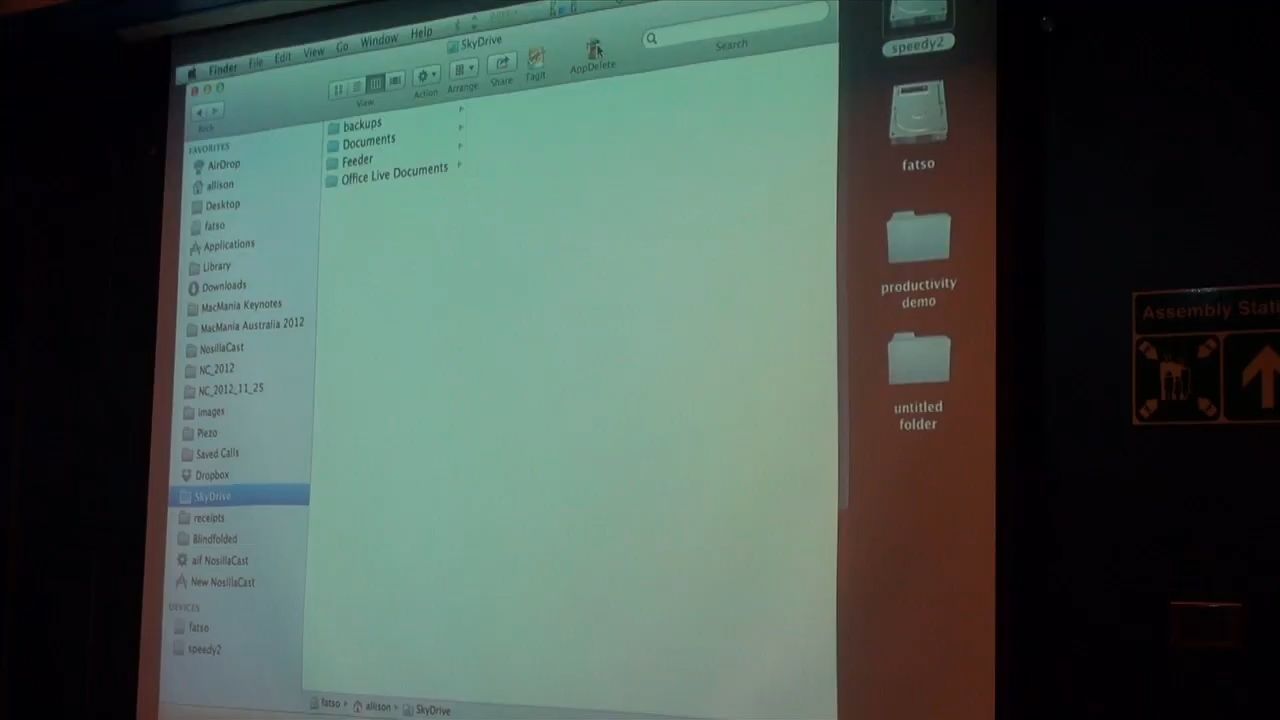 Finder File Edit View Go Window Help
SkyDrive
View
Action
Arrange
Share
TagIt
AppDelete
Search
Back
FAVORITES
AirDrop
allison
Desktop
fatso
Applications
Library
Downloads
MacMania Keynotes
MacMania Australia 2012
NosillaCast
NC_2012
NC_2012_11_25
images
Piezo
Saved Calls
Dropbox
SkyDrive
receipts
Blindfolded
aif NosillaCast
New NosillaCast
DEVICES
fatso
speedy2
backups
Documents
Feeder
Office Live Documents
fatso
allison
SkyDrive
speedy2
fatso
productivity
demo
untitled
folder
Assembly Stati